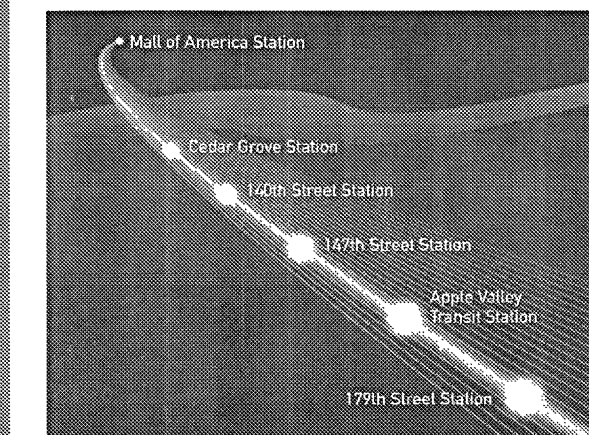 Mall of America Station
Cedar Grove Station
140th Street Station
147th Street Station
Apple Valley
Transit Station
179th Street Station